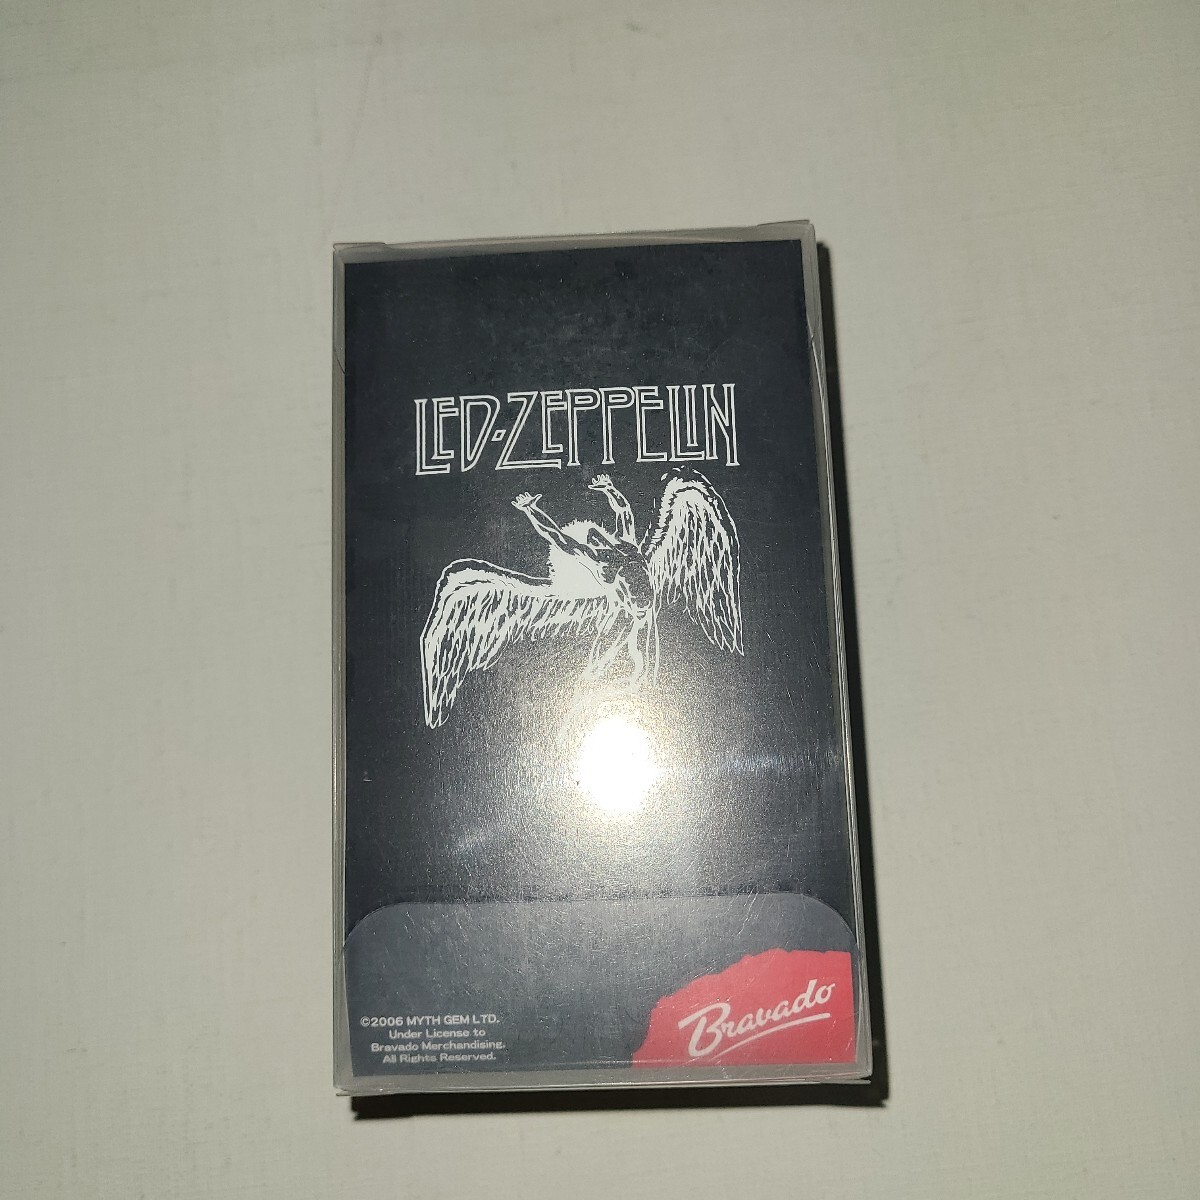 LED-ZEPPELIN
Bravado
©2006 MYTH GEM LTD.
Under License to
Bravado Merchandising.
All Rights Reserved.